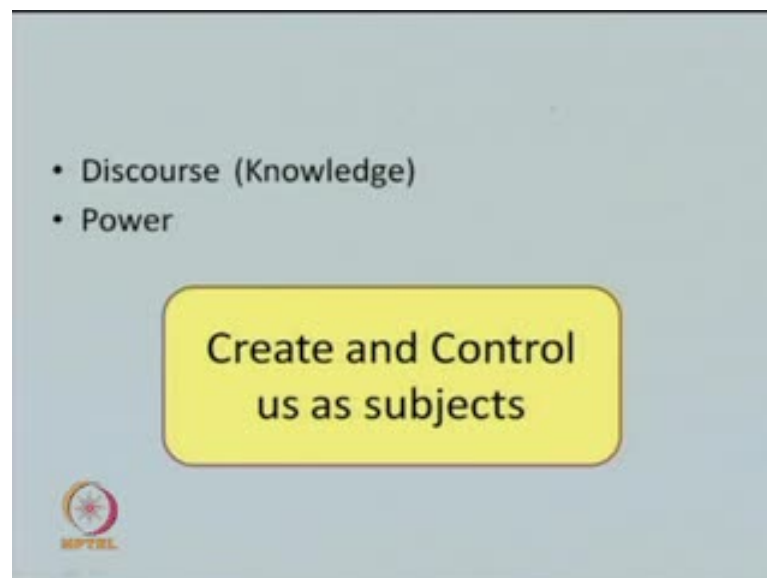 • Discourse (Knowledge)
• Power
Create and Control
us as subjects
NPTEL